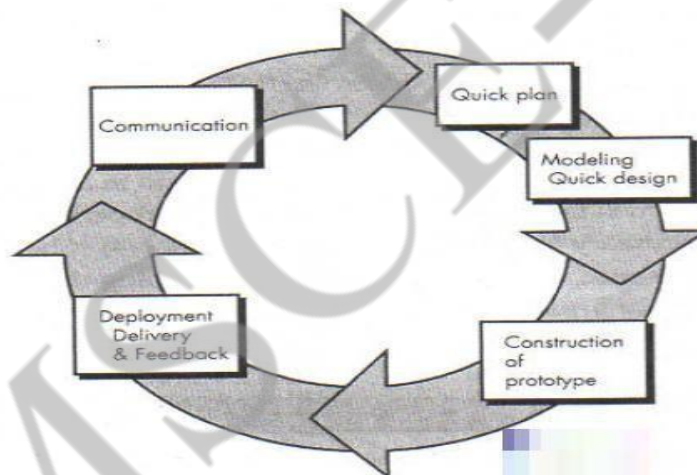 Communication
Quick plan
Modeling
Quick design
Construction
of
prototype
Deployment
Delivery
& Feedback